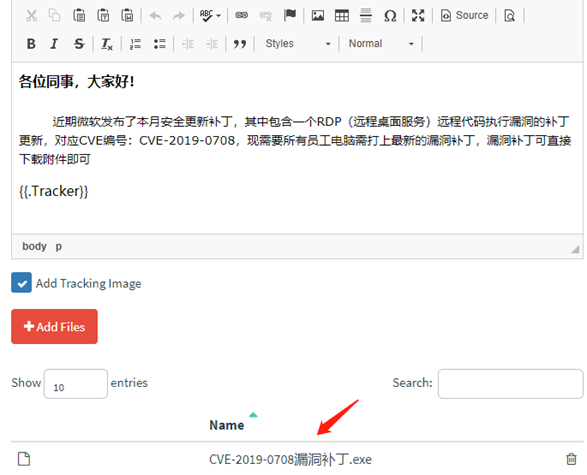 Source
B I S Tx
Styles Normal
各位同事，大家好！
近期微软发布了本月安全更新补丁，其中包含一个RDP（远程桌面服务）远程代码执行漏洞的补丁
更新，对应CVE编号：CVE-2019-0708，现需要所有员工电脑需打上最新的漏洞补丁，漏洞补丁可直接
下载附件即可
{{.Tracker}}
body p
Add Tracking Image
Add Files
Show 10 entries Search:
Name
CVE-2019-0708漏洞补丁.exe